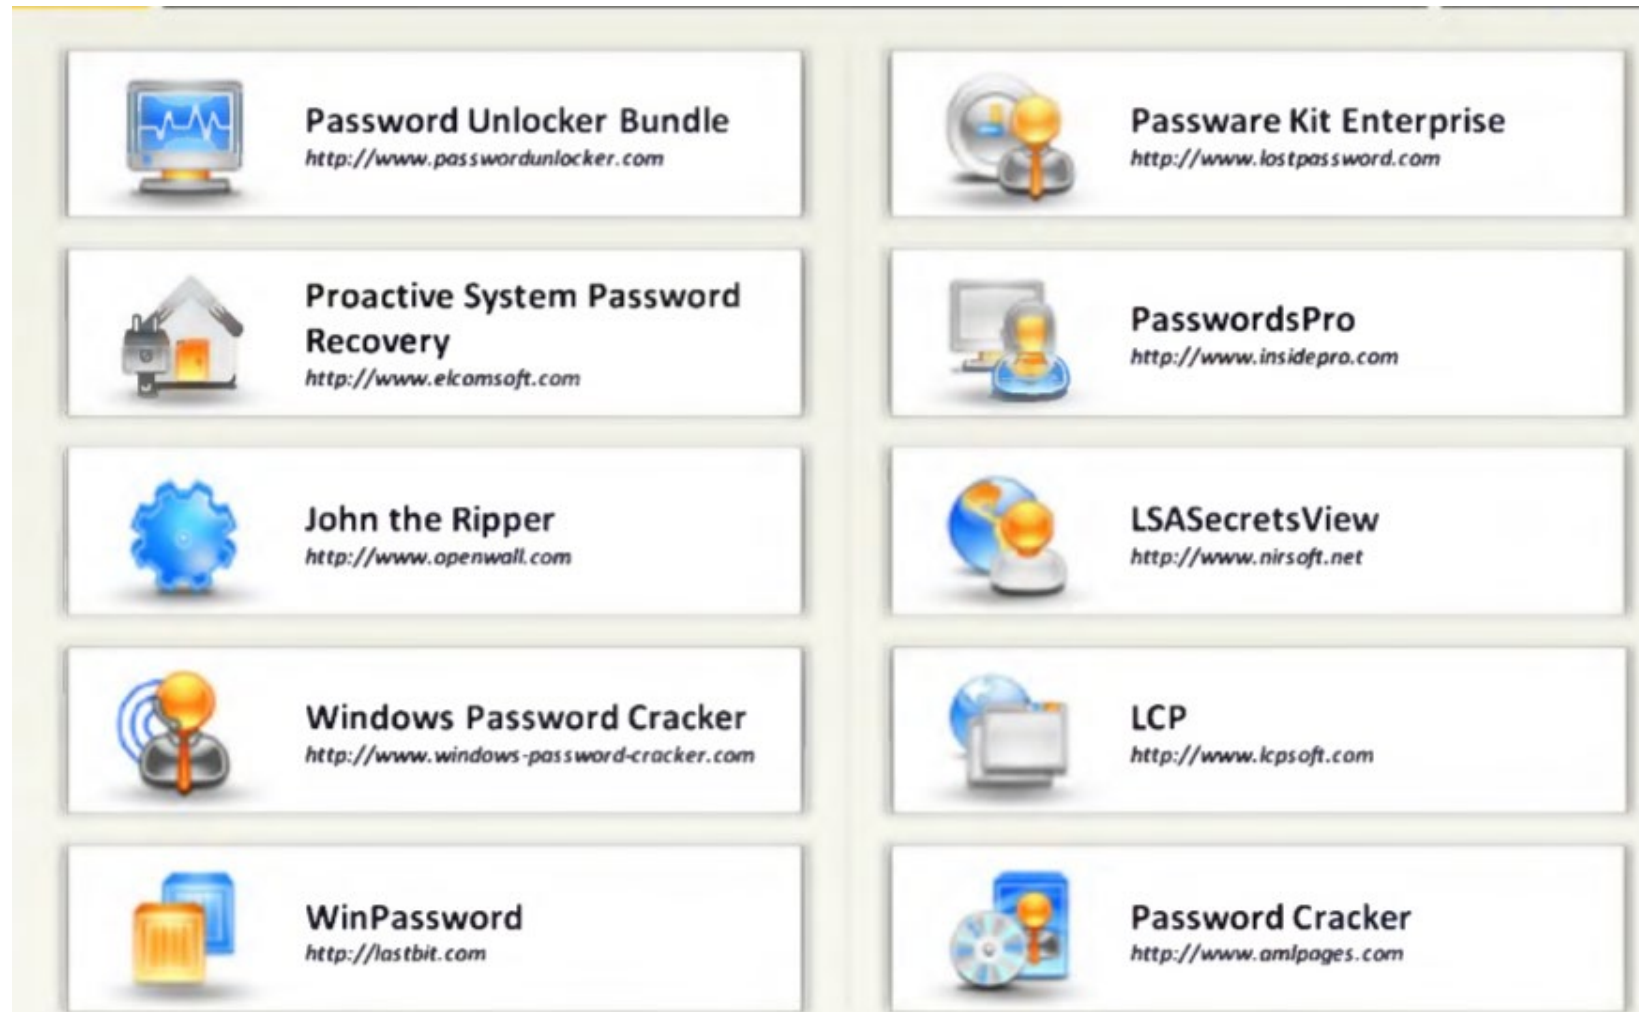 Password Unlocker Bundle
http://www.passwordunlocker.com
Passware Kit Enterprise
http://www.lostpassword.com
Proactive System Password
Recovery
http://www.elcomsoft.com
PasswordsPro
http://www.insidepro.com
John the Ripper
http://www.openwall.com
LSASecretsView
http://www.nirsoft.net
Windows Password Cracker
http://www.windows-password-cracker.com
LCP
http://www.lcpsoft.com
WinPassword
http://lastbit.com
Password Cracker
http://www.amlpages.com